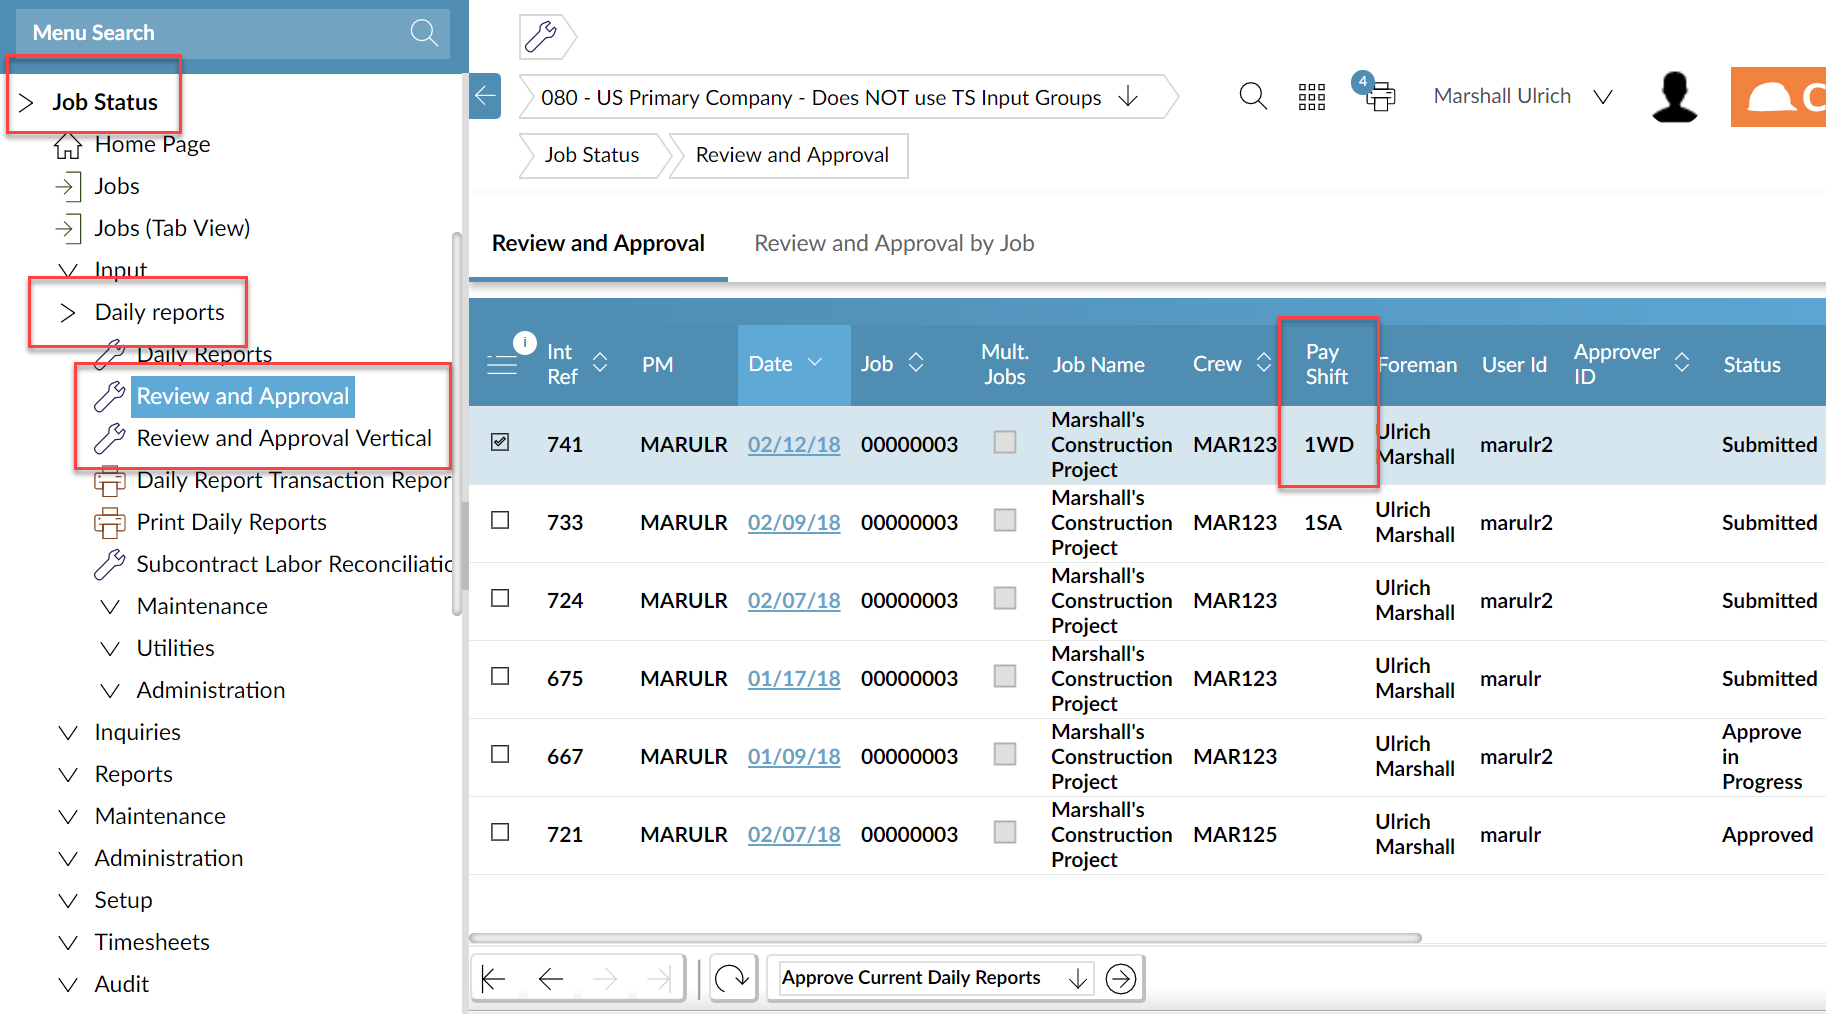 Menu Search
Job Status
Home Page
Jobs
Jobs (Tab View)
Input
Daily reports
Daily Reports
Review and Approval
Review and Approval Vertical
Daily Report Transaction Repor
Print Daily Reports
Subcontract Labor Reconciliatio
Maintenance
Utilities
Administration
Inquiries
Reports
Maintenance
Administration
Setup
Timesheets
Audit
080 - US Primary Company - Does NOT use TS Input Groups
4
Marshall Ulrich
C
Job Status
Review and Approval
Review and Approval
Review and Approval by Job
i
Int Ref PM Date Job Mult. Jobs Job Name Crew Pay Shift Foreman User Id Approver ID Status
741 MARULR 02/12/18 00000003 Marshall's Construction Project MAR123 1WD Ulrich Marshall marulr2 Submitted
733 MARULR 02/09/18 00000003 Marshall's Construction Project MAR123 1SA Ulrich Marshall marulr2 Submitted
724 MARULR 02/07/18 00000003 Marshall's Construction Project MAR123 Ulrich Marshall marulr2 Submitted
675 MARULR 01/17/18 00000003 Marshall's Construction Project MAR123 Ulrich Marshall marulr Submitted
667 MARULR 01/09/18 00000003 Marshall's Construction Project MAR123 Ulrich Marshall marulr2 Approve in Progress
721 MARULR 02/07/18 00000003 Marshall's Construction Project MAR125 Ulrich Marshall marulr Approved
Approve Current Daily Reports